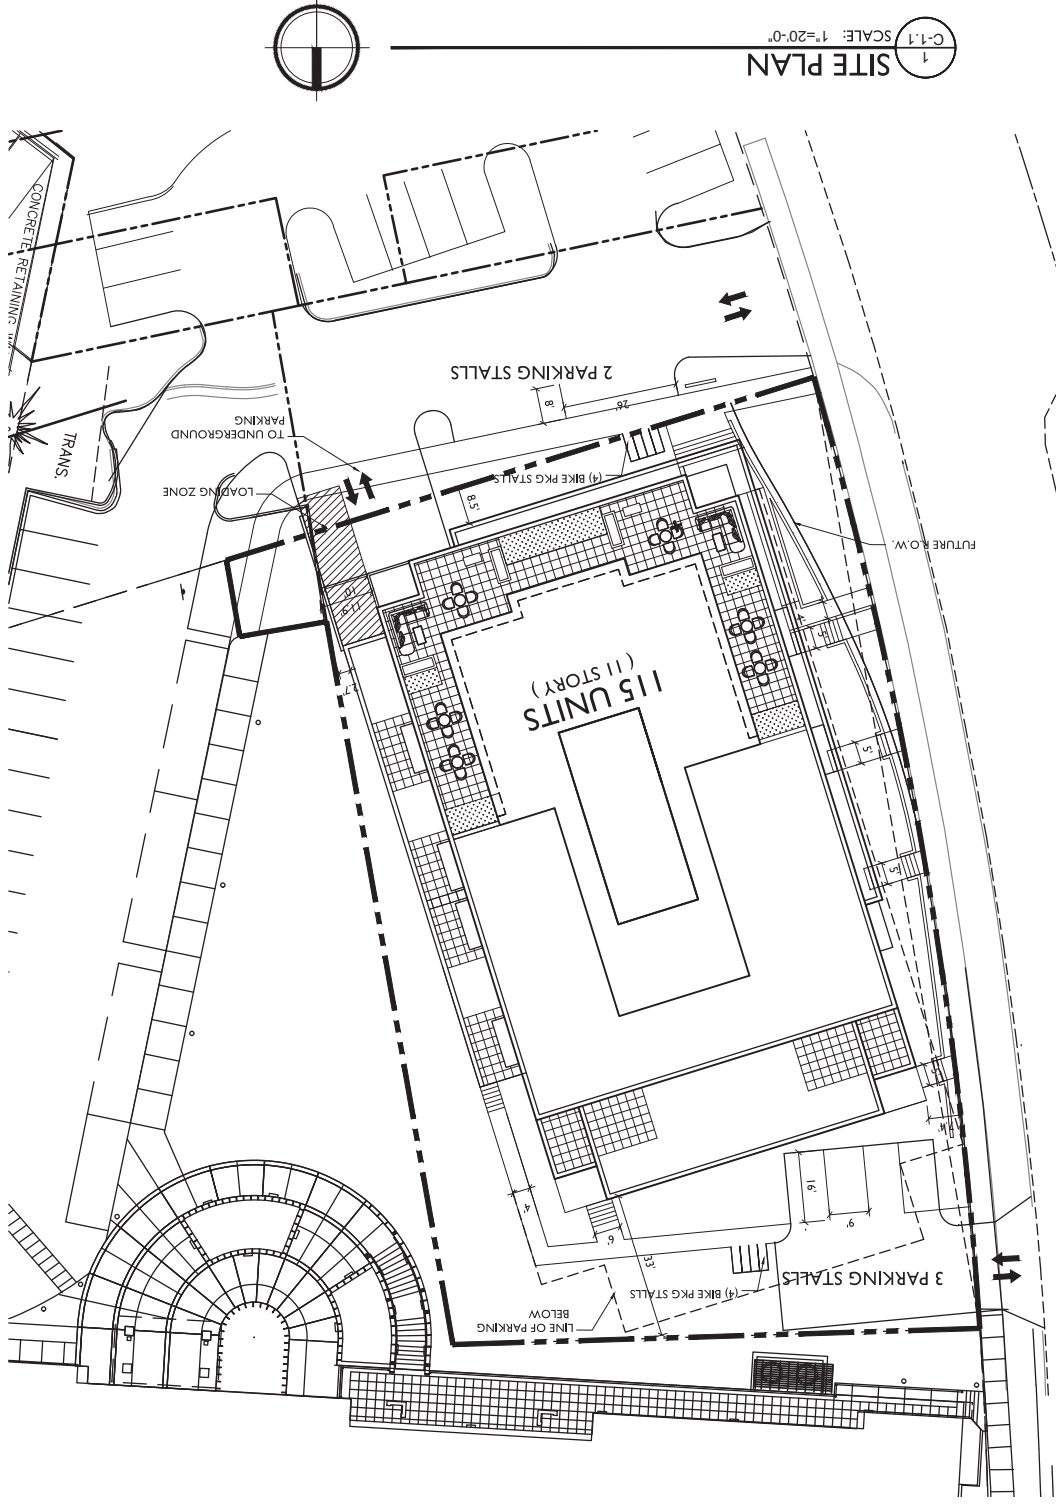 SITE PLAN
SCALE: 1"=20'-0"
1
C-1.1
3 PARKING STALLS
(4) BIKE PKG STALLS
LINE OF PARKING
BELOW
33'
16'
9'
6'
4'
5'
5'
5'
115 UNITS
( 11 STORY )
FUTURE R.O.W.
8.5'
(4) BIKE PKG STALLS
LOADING ZONE
TO UNDERGROUND
PARKING
26'
8'
2 PARKING STALLS
TRANS.
CONCRETE RETAINING